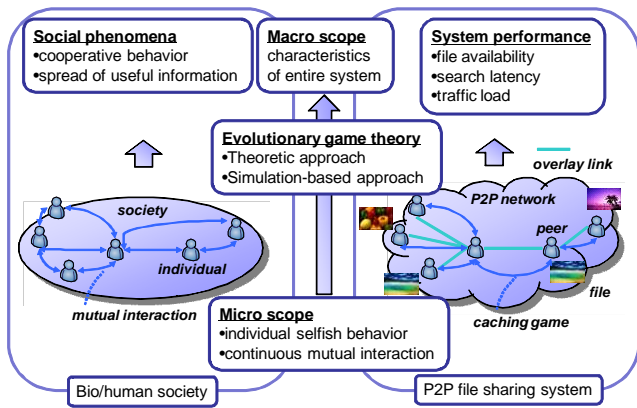 Social phenomena
•cooperative behavior
•spread of useful information
Macro scope
characteristics
of entire system
System performance
•file availability
•search latency
•traffic load
Evolutionary game theory
•Theoretic approach
•Simulation-based approach
overlay link
society
individual
mutual interaction
P2P network
peer
file
caching game
Micro scope
•individual selfish behavior
•continuous mutual interaction
Bio/human society
P2P file sharing system